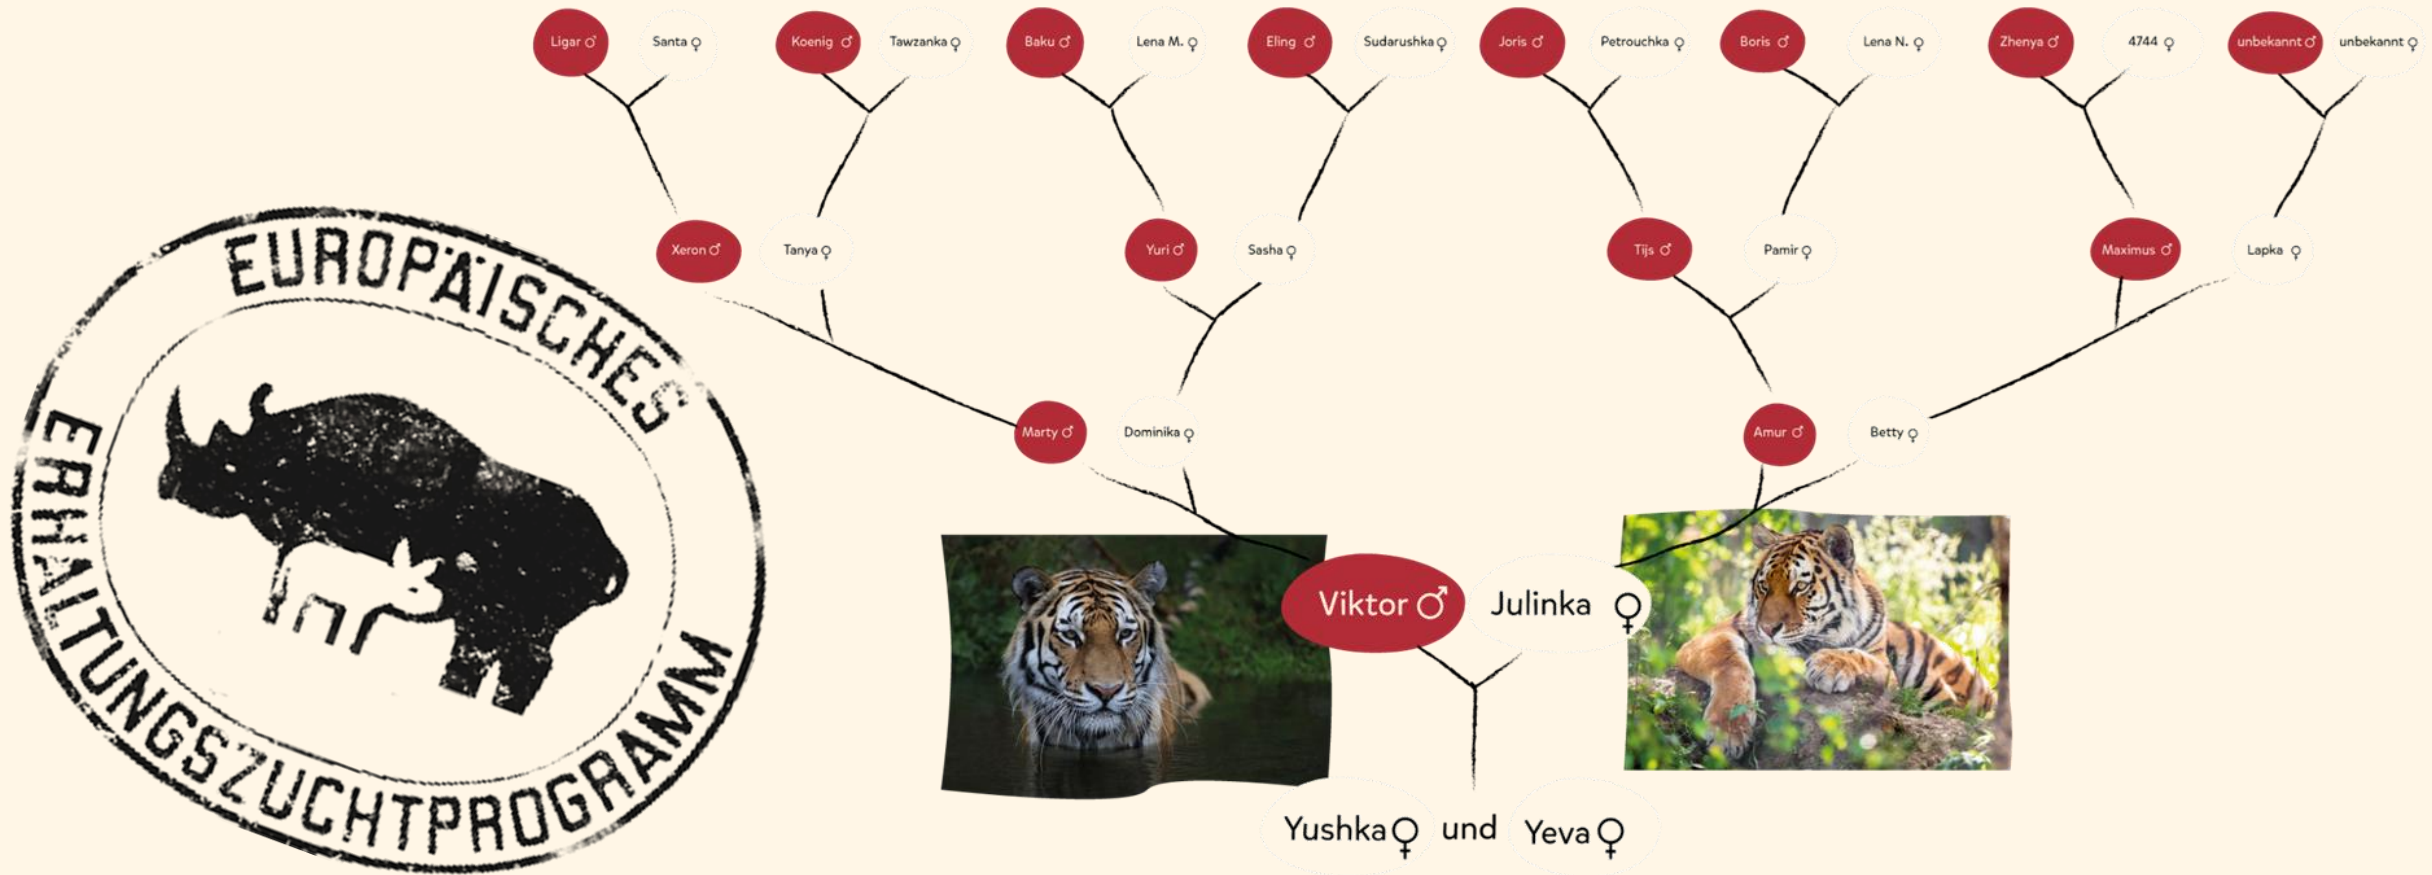 Ligar ♂ Santa ♀ Koenig ♂ Tawzanka ♀ Baku ♂ Lena M. ♀ Eling ♂ Sudarushka ♀ Joris ♂ Petrouchka ♀ Boris ♂ Lena N. ♀ Zhenya ♂ 4744 ♀ unbekannt ♂ unbekannt ♀
Xeron ♂ Tanya ♀ Yuri ♂ Sasha ♀ Tijs ♂ Pamir ♀ Maximus ♂ Lapka ♀
Marty ♂ Dominika ♀ Amur ♂ Betty ♀
Viktor ♂ Julinka ♀
Yushka ♀ und Yeva ♀
EUROPÄISCHES
ERHALTUNGSZUCHTPROGRAMM